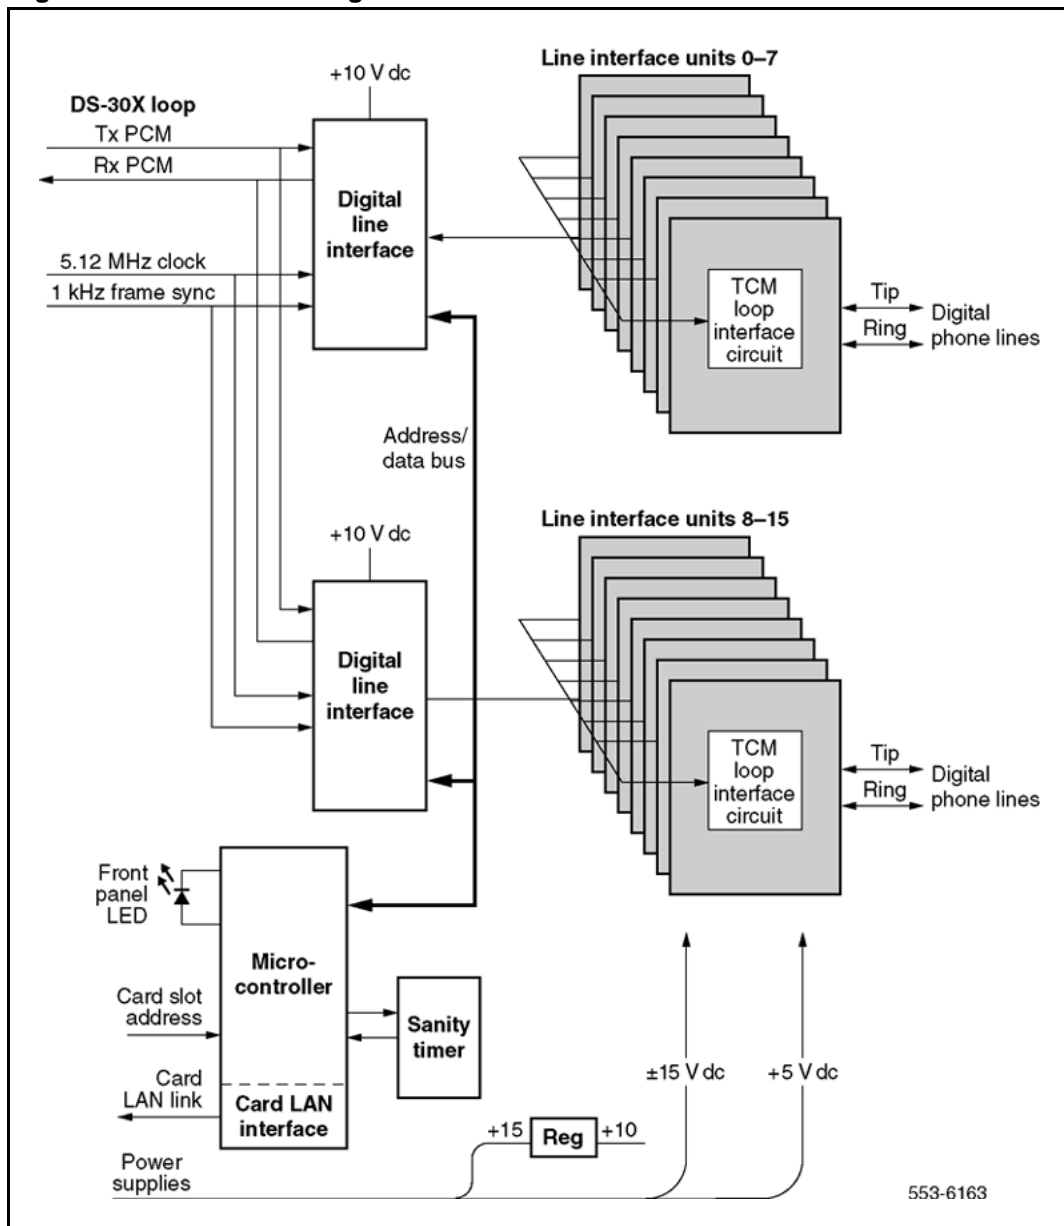 Line interface units 0–7
+10 V dc
DS-30X loop
Tx PCM
Rx PCM
Digital
line
interface
5.12 MHz clock
1 kHz frame sync
TCM
loop
interface
circuit
Tip
Ring
Digital
phone lines
Address/
data bus
Line interface units 8–15
+10 V dc
Digital
line
interface
TCM
loop
interface
circuit
Tip
Ring
Digital
phone lines
Front
panel
LED
Micro-
controller
Card slot
address
Sanity
timer
Card
LAN link
Card LAN
interface
±15 V dc
+5 V dc
+15
Reg
+10
Power
supplies
553-6163